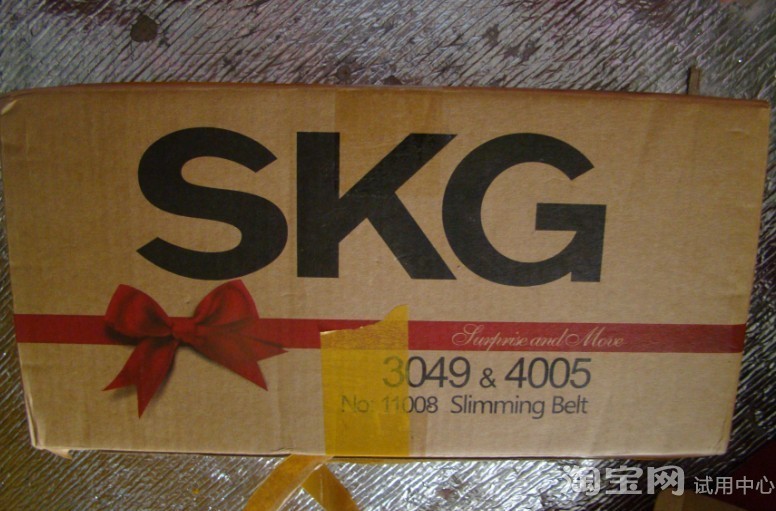 SKG
Surprise and Move
3049 & 4005
No: 11008 Slimming Belt
淘宝网 试用中心